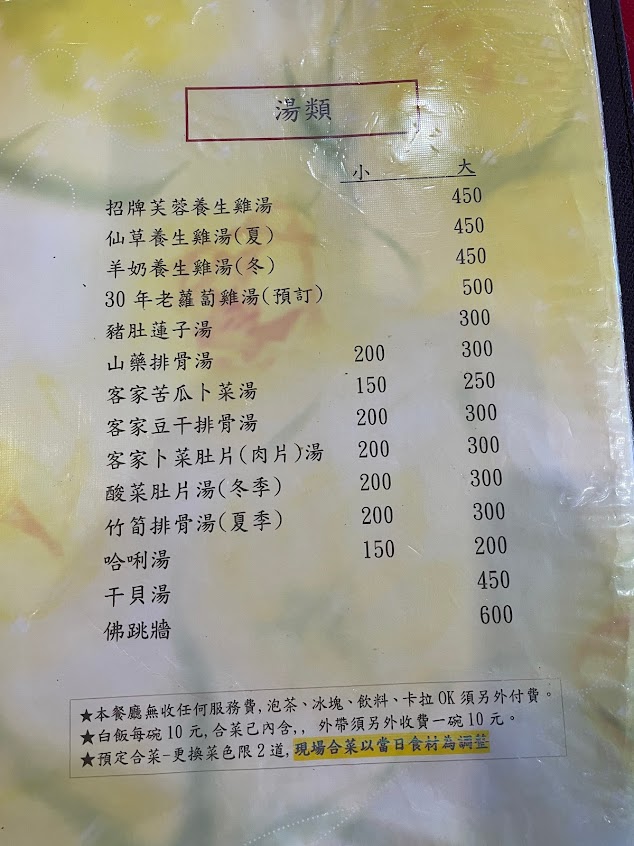 湯類
小 大
招牌芙蓉養生雞湯 450
仙草養生雞湯(夏) 450
羊奶養生雞湯(冬) 450
30年老蘿蔔雞湯(預訂) 500
豬肚蓮子湯 300
山藥排骨湯 200 300
客家苦瓜卜菜湯 150 250
客家豆干排骨湯 200 300
客家卜菜肚片(肉片)湯 200 300
酸菜肚片湯(冬季) 200 300
竹筍排骨湯(夏季) 200 300
哈唎湯 150 200
干貝湯 450
佛跳牆 600
★本餐廳無收任何服務費,泡茶、冰塊、飲料、卡拉OK須另外付費。
★白飯每碗10元,合菜己內含,, 外帶須另外收費一碗10元。
★預定合菜-更換菜色限2道,現場合菜以當日食材為調整